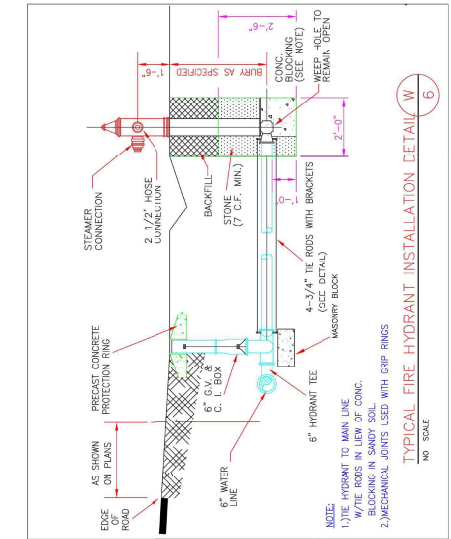 STEAMER
CONNECTION
2 1/2' HOSE
CONNECTION
1'-6"
BURY AS SPECIFIED
2'-6"
CONC.
BLOCKING
(SEE NOTE)
WEEP HOLE TO
REMAIN OPEN
BACKFILL
STONE
(7 C.F. MIN.)
1'-0"
2'-0"
PRECAST CONCRETE
PROTECTION RING
AS SHOWN
ON PLANS
EDGE
OF
ROAD
6" G.V. &
C. I. BOX
6" WATER
LINE
6" HYDRANT TEE
4-3/4" TIE RODS WITH BRACKETS
(SEE DETAIL)
MASONRY BLOCK
NOTE:
1.)TIE HYDRANT TO MAIN LINE
W/TIE RODS IN LIEW OF CONC.
BLOCKING IN SANDY SOIL.
2.)MECHANICAL JOINTS USED WITH GRIP RINGS
TYPICAL FIRE HYDRANT INSTALLATION DETAIL
NO SCALE
W
6